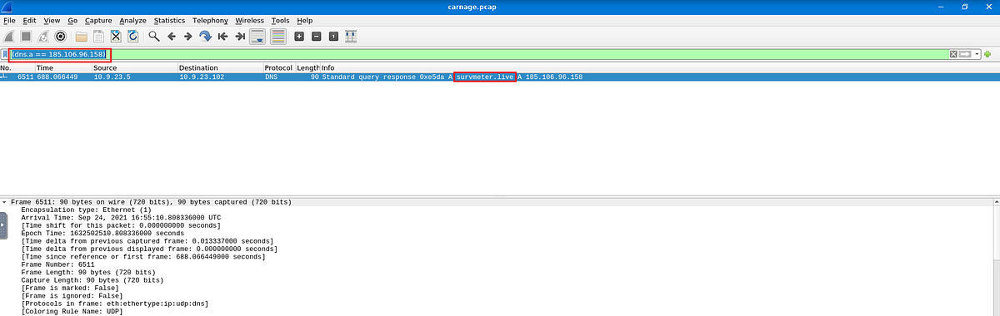 carnage.pcap
File Edit View Go Capture Analyze Statistics Telephony Wireless Tools Help
(dns.a == 185.106.96.158)
No. Time Source Destination Protocol Length Info
6511 688.066449 10.9.23.5 10.9.23.102 DNS 90 Standard query response 0xe5da A survmeter.live A 185.106.96.158
Frame 6511: 90 bytes on wire (720 bits), 90 bytes captured (720 bits)
Encapsulation type: Ethernet (1)
Arrival Time: Sep 24, 2021 16:55:10.808336000 UTC
[Time shift for this packet: 0.000000000 seconds]
Epoch Time: 1632502510.808336000 seconds
[Time delta from previous captured frame: 0.013337000 seconds]
[Time delta from previous displayed frame: 0.000000000 seconds]
[Time since reference or first frame: 688.066449000 seconds]
Frame Number: 6511
Frame Length: 90 bytes (720 bits)
Capture Length: 90 bytes (720 bits)
[Frame is marked: False]
[Frame is ignored: False]
[Protocols in frame: eth:ethertype:ip:udp:dns]
[Coloring Rule Name: UDP]